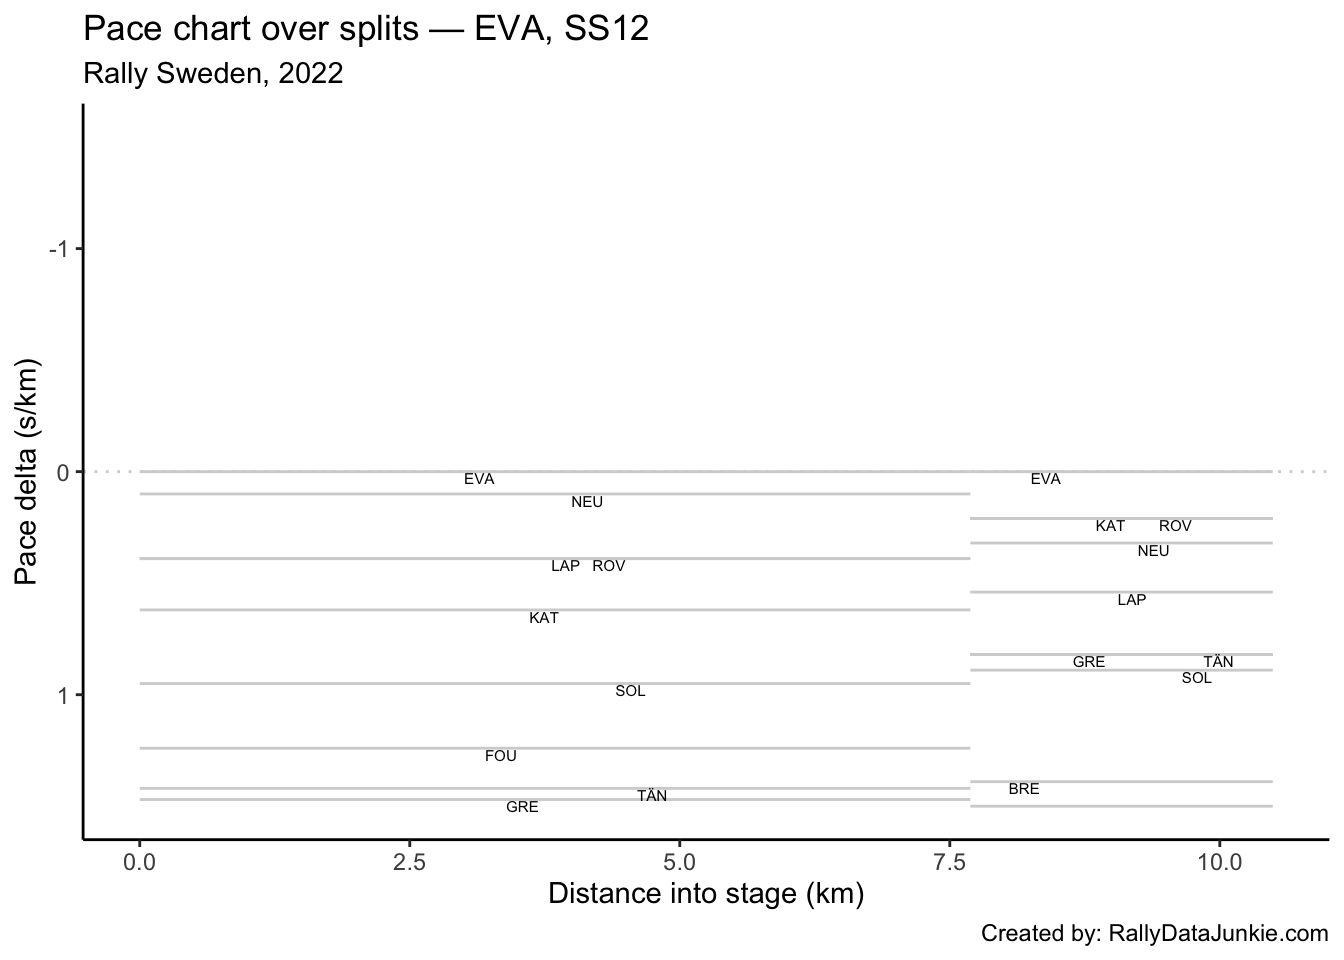 Pace chart over splits — EVA, SS12
Rally Sweden, 2022
Pace delta (s/km)
-1
0
1
EVA
EVA
NEU
KAT ROV
NEU
LAP ROV
LAP
KAT
GRE TÄN
SOL
SOL
FOU
BRE
TÄN
GRE
0.0 2.5 5.0 7.5 10.0
Distance into stage (km)
Created by: RallyDataJunkie.com